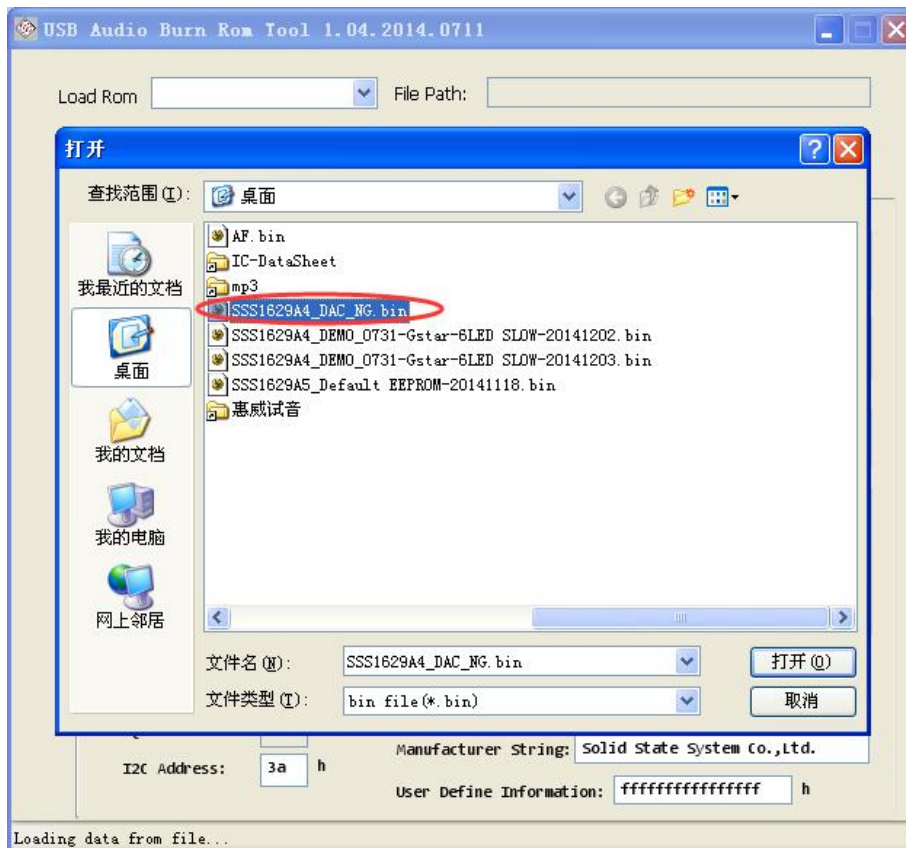 USB Audio Burn Rom Tool 1.04.2014.0711
Load Rom File Path:
打开
查找范围(I): 桌面
AF.bin
IC-DataSheet
mp3
SSS1629A4_DAC_NG.bin
SSS1629A4_DEMO_0731-Gstar-6LED SLOW-20141202.bin
SSS1629A4_DEMO_0731-Gstar-6LED SLOW-20141203.bin
SSS1629A5_Default EEPROM-20141118.bin
惠威试音
我最近的文档
桌面
我的文档
我的电脑
网上邻居
文件名(N): SSS1629A4_DAC_NG.bin 打开(O)
文件类型(T): bin file(*.bin) 取消
Manufacturer String: Solid State System Co.,Ltd.
I2C Address: 3a h
User Define Information: ffffffffffffffff h
Loading data from file...